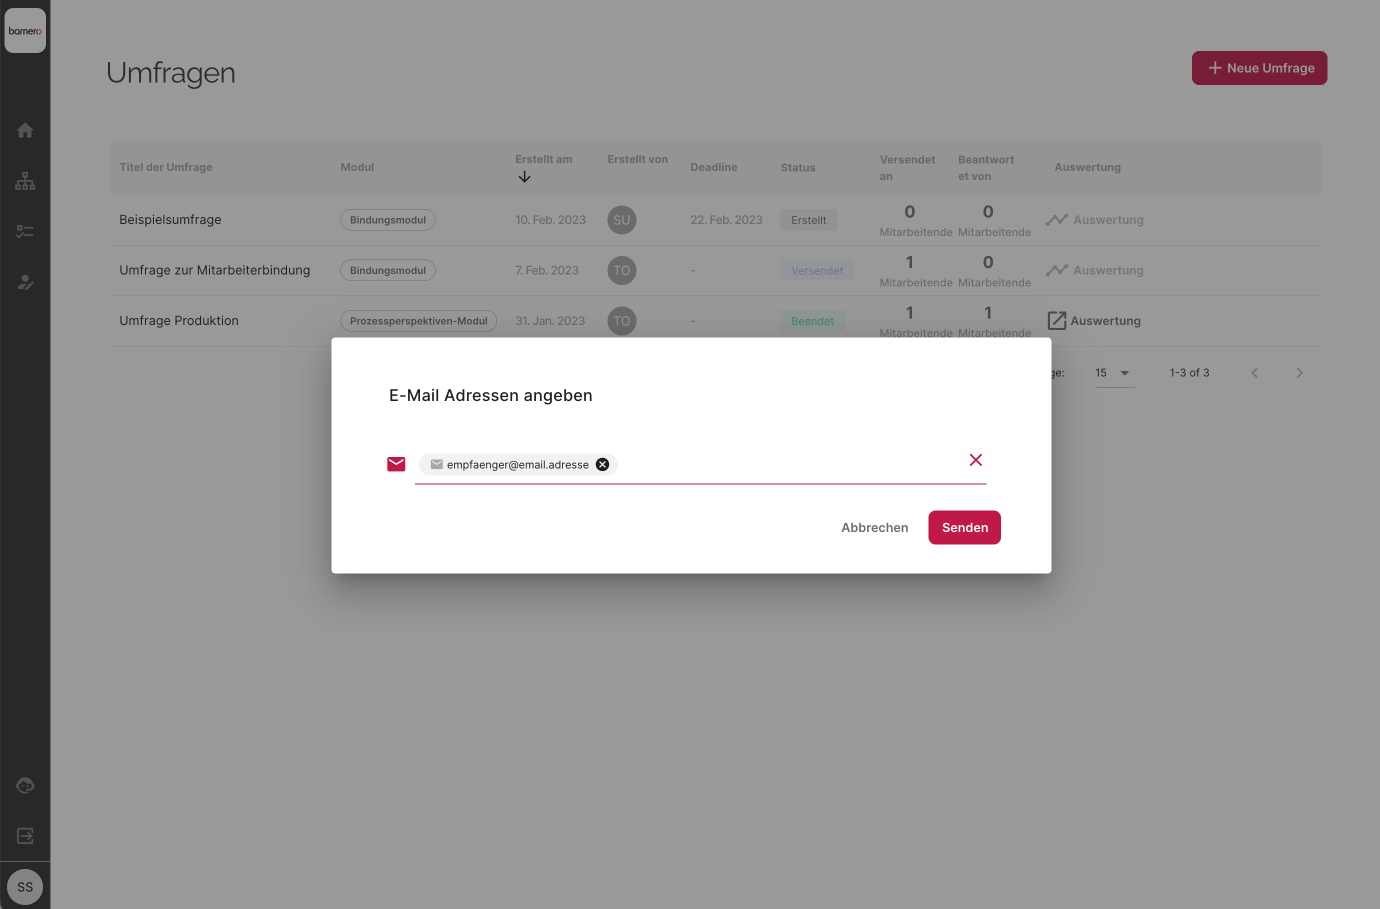 barnero
Umfragen
Neue Umfrage
Titel der Umfrage Modul Erstellt am Erstellt von Deadline Status Versendet an Beantwortet von Auswertung
Beispielsumfrage Bindungsmodul 10. Feb. 2023 SU 22. Feb. 2023 Erstellt 0 Mitarbeitende 0 Mitarbeitende Auswertung
Umfrage zur Mitarbeiterbindung Bindungsmodul 7. Feb. 2023 TO - Versendet 1 Mitarbeitende 0 Mitarbeitende Auswertung
Umfrage Produktion Prozessperspektiven-Modul 31. Jan. 2023 TO - Beendet 1 Mitarbeitende 1 Mitarbeitende Auswertung
ge: 15 1-3 of 3
E-Mail Adressen angeben
empfaenger@email.adresse
Abbrechen Senden
SS